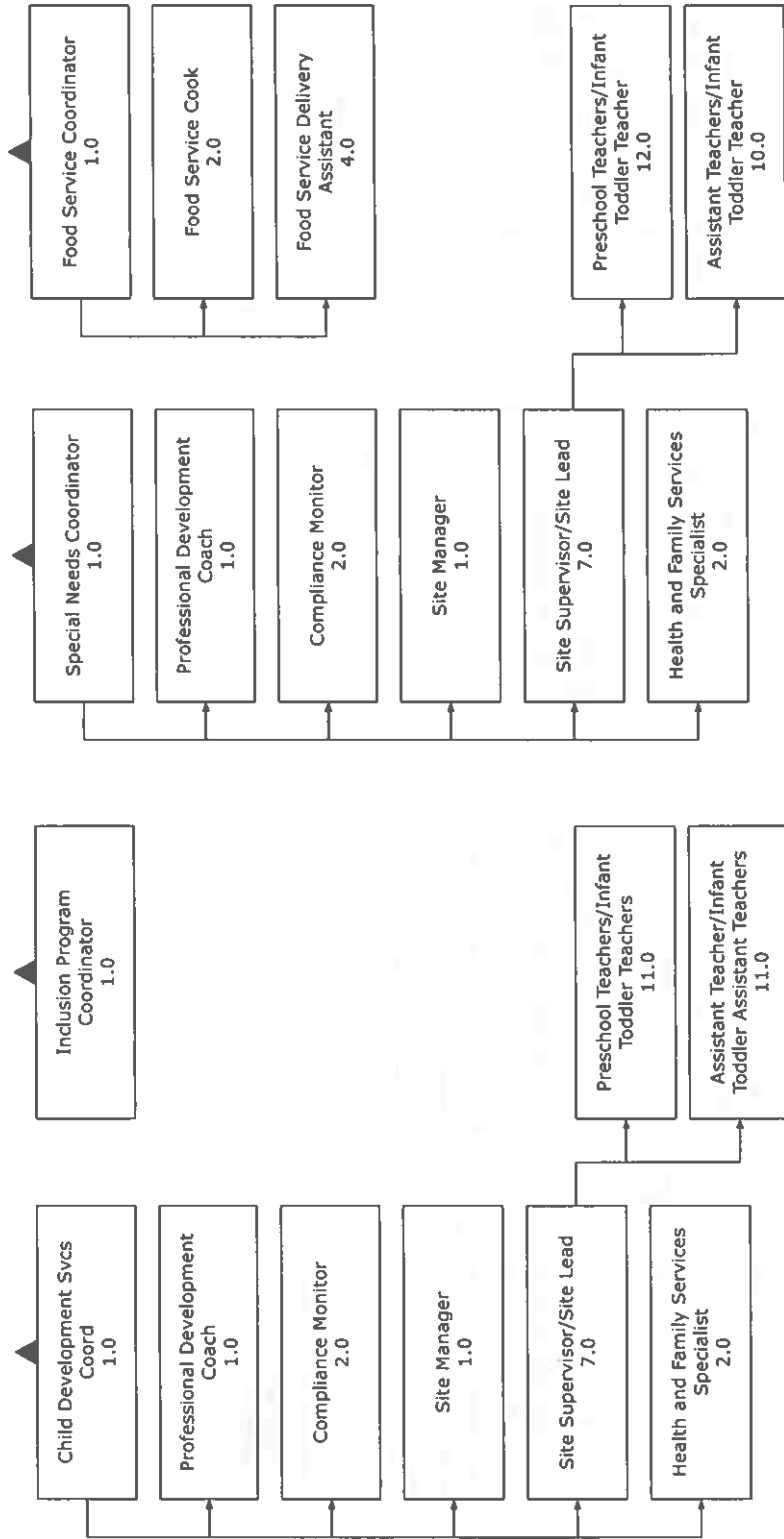 Child Development Svcs
Coord
1.0
Professional Development
Coach
1.0
Compliance Monitor
2.0
Site Manager
1.0
Site Supervisor/Site Lead
7.0
Health and Family Services
Specialist
2.0
Inclusion Program
Coordinator
1.0
Preschool Teachers/Infant
Toddler Teachers
11.0
Assistant Teacher/Infant
Toddler Assistant Teachers
11.0
Special Needs Coordinator
1.0
Professional Development
Coach
1.0
Compliance Monitor
2.0
Site Manager
1.0
Site Supervisor/Site Lead
7.0
Health and Family Services
Specialist
2.0
Food Service Coordinator
1.0
Food Service Cook
2.0
Food Service Delivery
Assistant
4.0
Preschool Teachers/Infant
Toddler Teacher
12.0
Assistant Teachers/Infant
Toddler Teacher
10.0